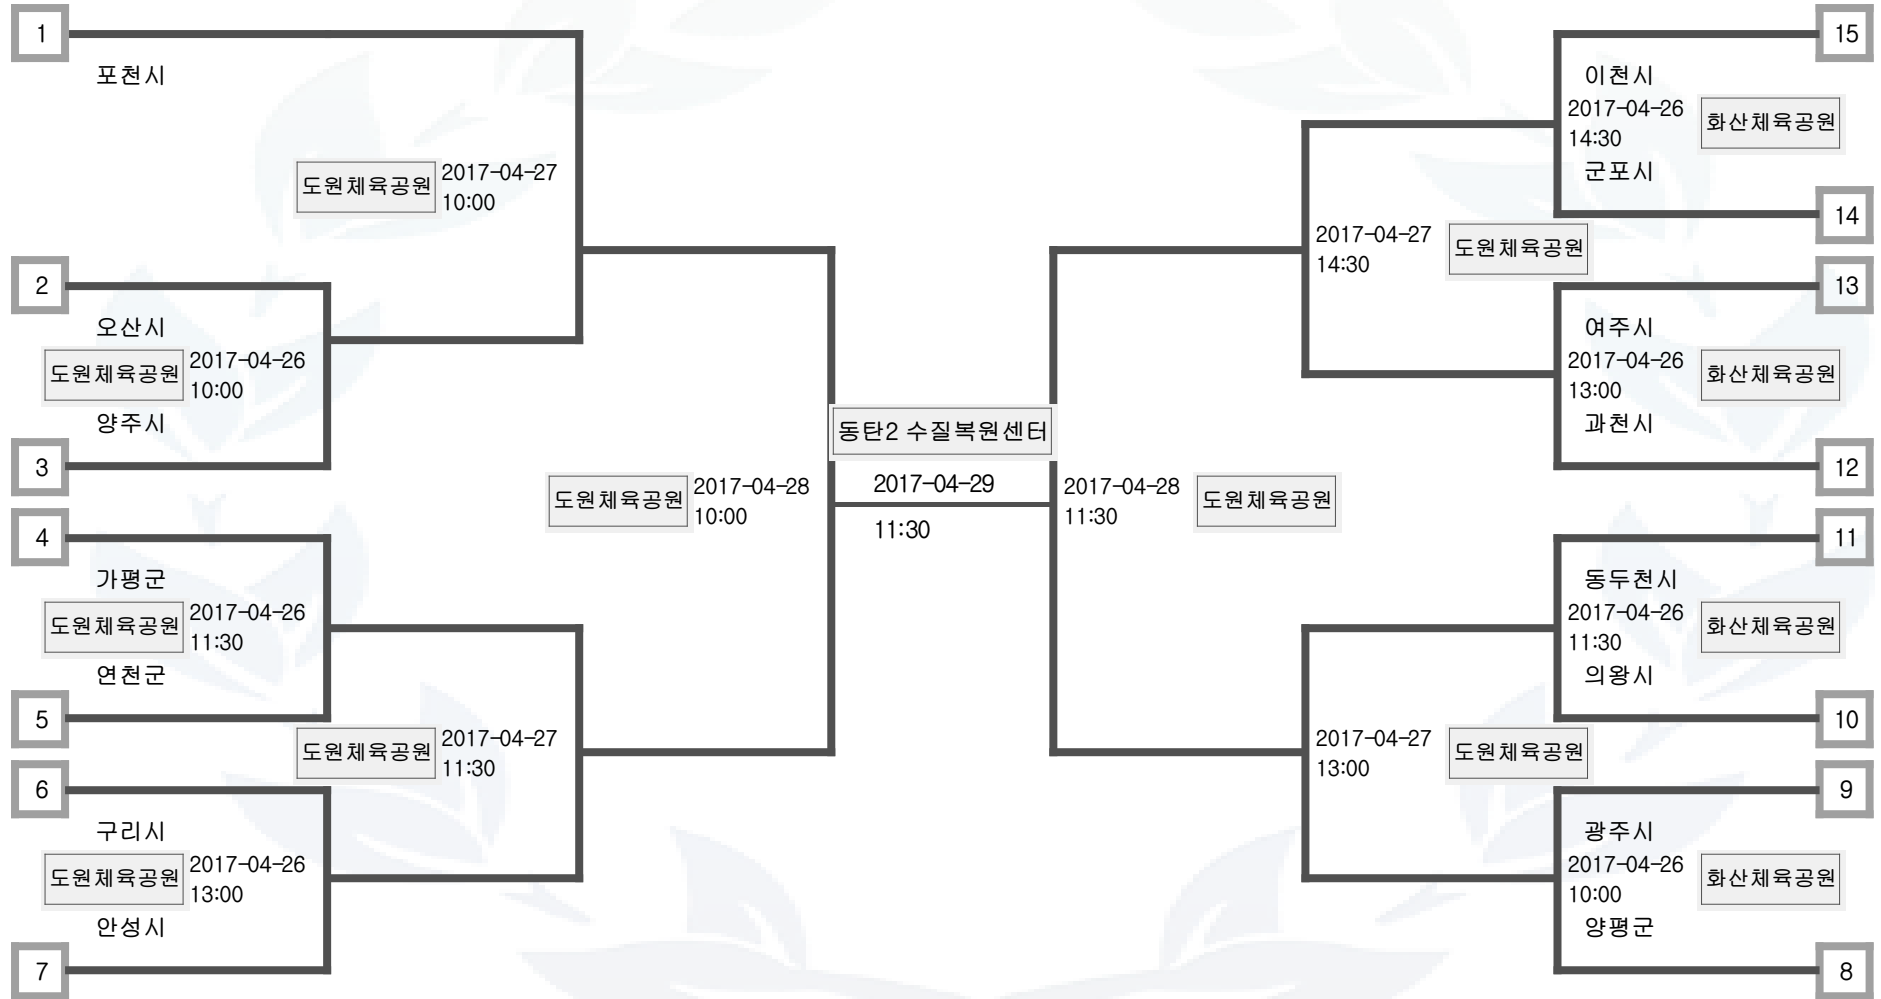 1
포천시
도원체육공원
2017-04-27
10:00
2
오산시
도원체육공원
2017-04-26
10:00
양주시
3
4
가평군
도원체육공원
2017-04-26
11:30
연천군
5
도원체육공원
2017-04-27
11:30
6
구리시
도원체육공원
2017-04-26
13:00
안성시
7
도원체육공원
2017-04-28
10:00
동탄2 수질복원센터
2017-04-29
11:30
2017-04-28
11:30
도원체육공원
15
이천시
2017-04-26
14:30
화산체육공원
군포시
14
2017-04-27
14:30
도원체육공원
13
여주시
2017-04-26
13:00
화산체육공원
과천시
12
11
동두천시
2017-04-26
11:30
화산체육공원
의왕시
10
2017-04-27
13:00
도원체육공원
9
광주시
2017-04-26
10:00
화산체육공원
양평군
8